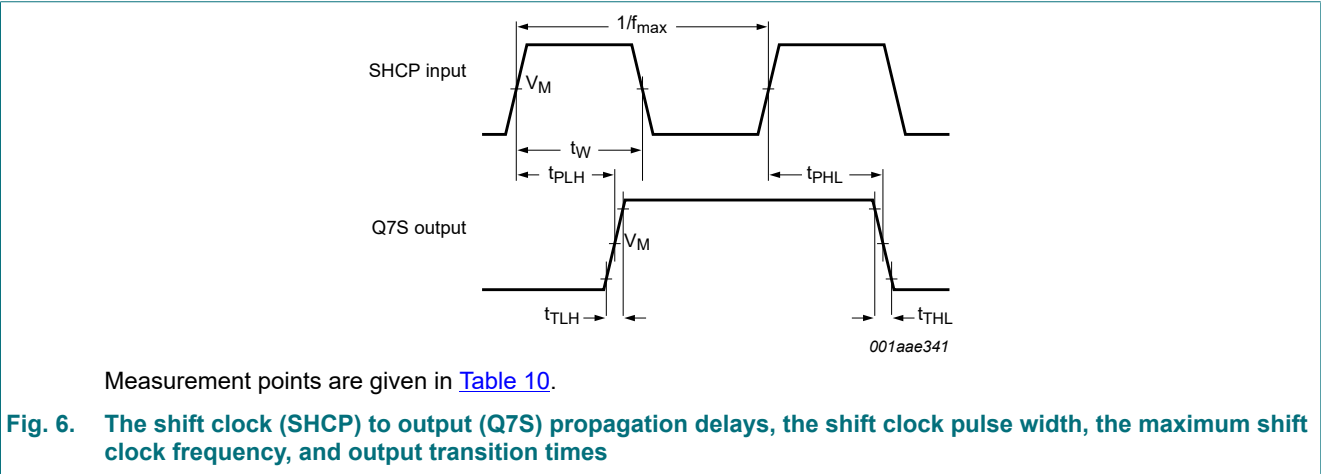 1/fmax
SHCP input
VM
tW
tPLH
tPHL
Q7S output
VM
tTLH
tTHL
001aae341
Measurement points are given in Table 10.
Fig. 6. The shift clock (SHCP) to output (Q7S) propagation delays, the shift clock pulse width, the maximum shift
clock frequency, and output transition times